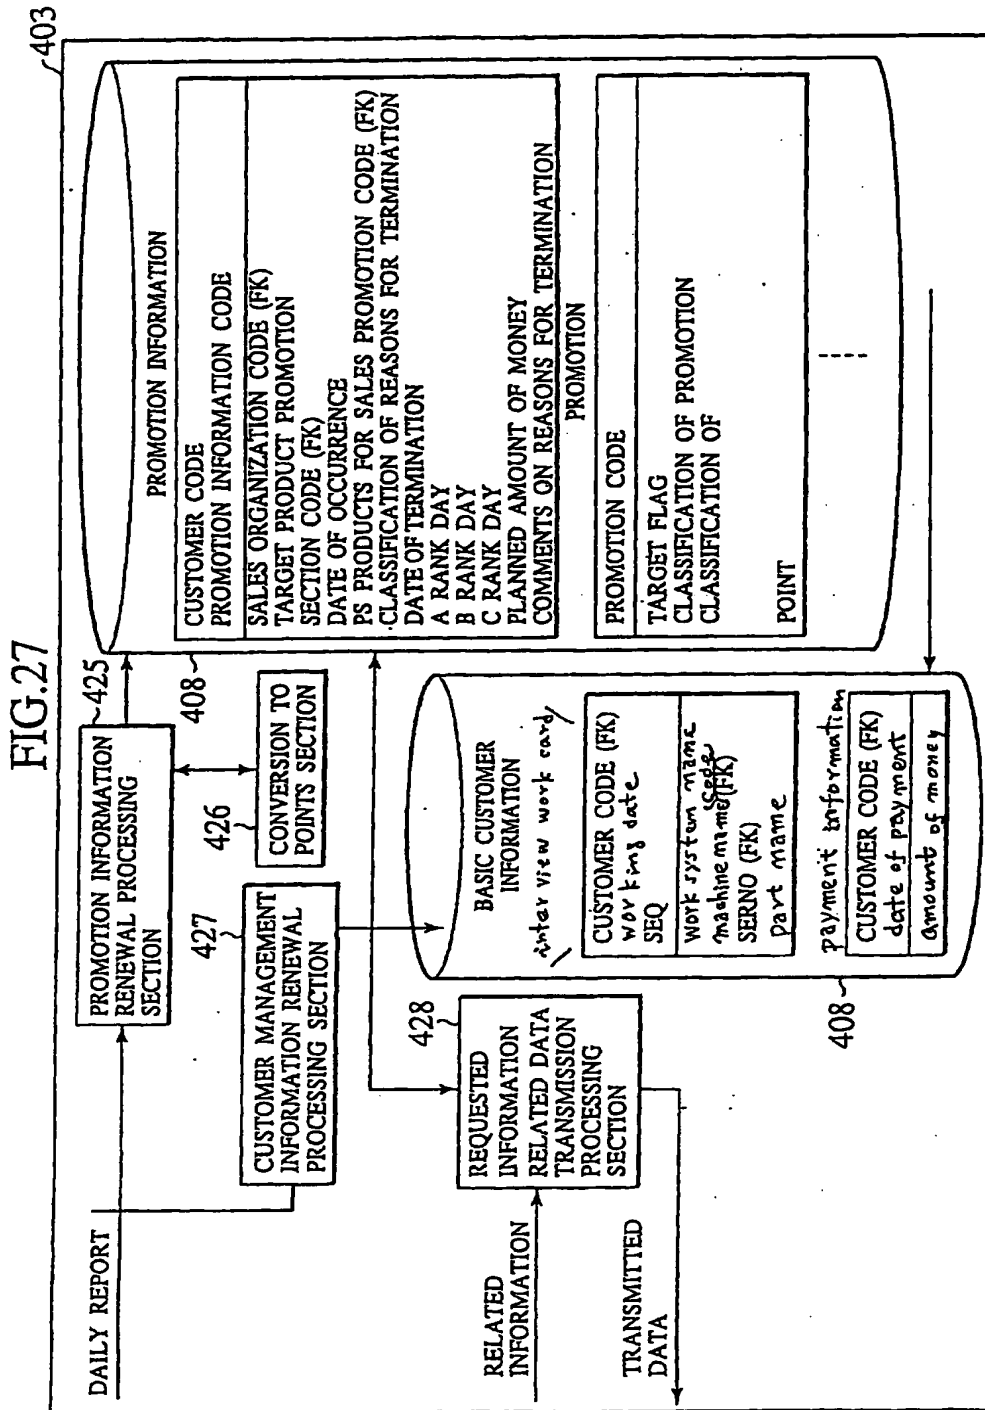 FIG.27
403
DAILY REPORT
PROMOTION INFORMATION
RENEWAL PROCESSING
SECTION
425
CONVERSION TO
POINTS SECTION
426
CUSTOMER MANAGEMENT
INFORMATION RENEWAL
PROCESSING SECTION
427
RELATED
INFORMATION
TRANSMITTED
DATA
REQUESTED
INFORMATION
RELATED DATA
TRANSMISSION
PROCESSING
SECTION
428
408
PROMOTION INFORMATION
CUSTOMER CODE
PROMOTION INFORMATION CODE
SALES ORGANIZATION CODE (FK)
TARGET PRODUCT PROMOTION
SECTION CODE (FK)
DATE OF OCCURRENCE
PS PRODUCTS FOR SALES PROMOTION CODE (FK)
CLASSIFICATION OF REASONS FOR TERMINATION
DATE OF TERMINATION
A RANK DAY
B RANK DAY
C RANK DAY
PLANNED AMOUNT OF MONEY
COMMENTS ON REASONS FOR TERMINATION
PROMOTION
PROMOTION CODE
TARGET FLAG
CLASSIFICATION OF PROMOTION
CLASSIFICATION OF
POINT
BASIC CUSTOMER
INFORMATION
inter view work card
CUSTOMER CODE (FK)
working date
SEQ
work system name
machine name code (FK)
SERNO (FK)
part name
payment information
CUSTOMER CODE (FK)
date of payment
amount of money
408